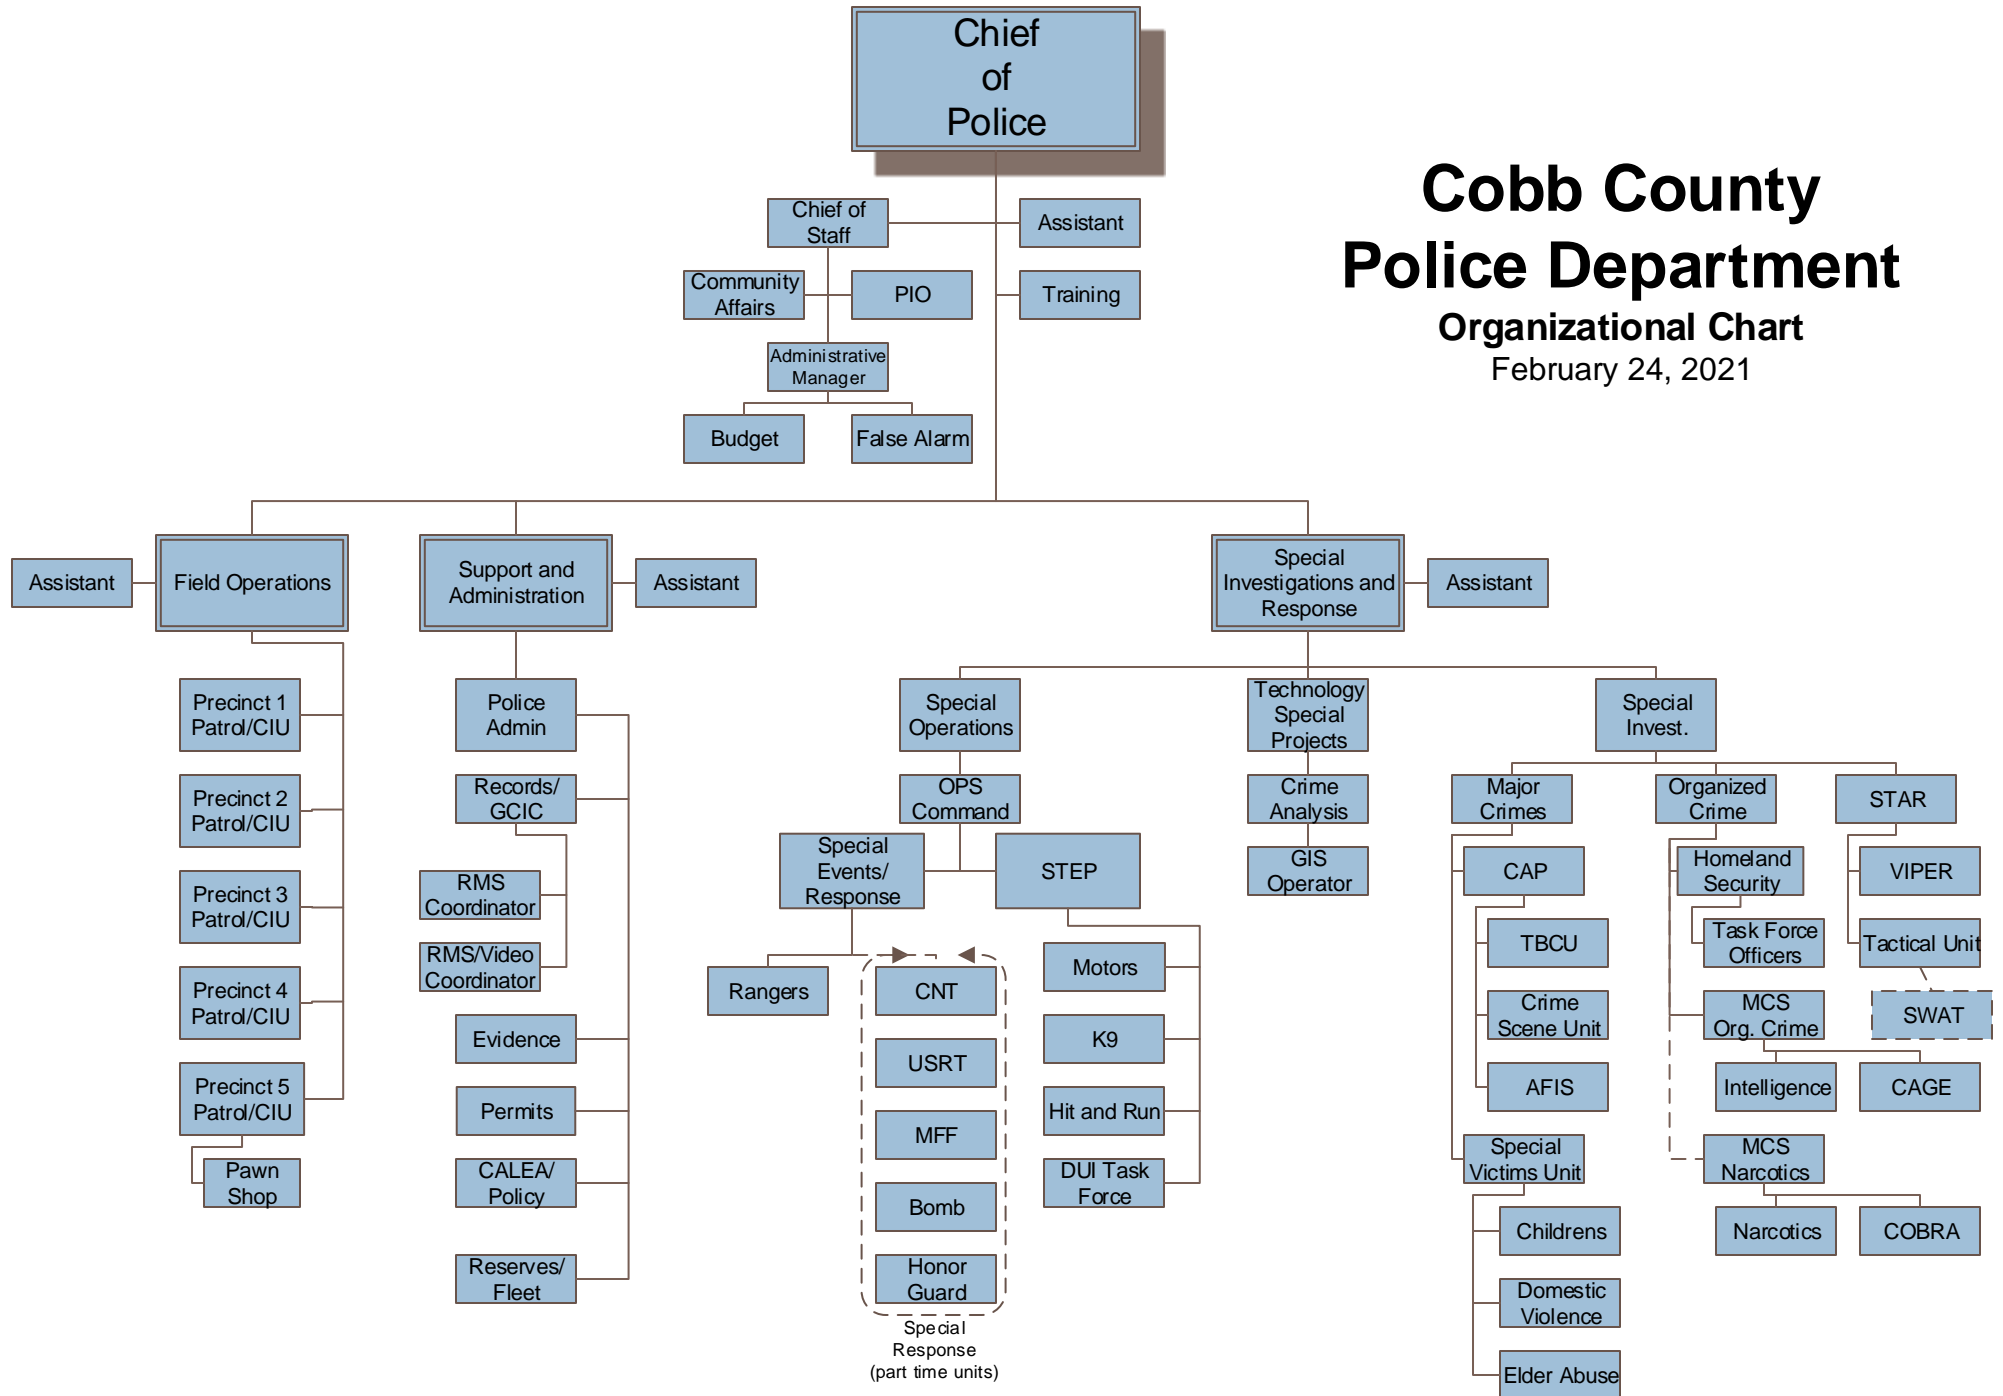 Chief
of
Police
Cobb County
Police Department
Organizational Chart
February 24, 2021
Chief of
Staff
Assistant
Community
Affairs
PIO
Training
Administrative
Manager
Budget
False Alarm
Assistant
Field Operations
Support and
Administration
Assistant
Special
Investigations and
Response
Assistant
Precinct 1
Patrol/CIU
Precinct 2
Patrol/CIU
Precinct 3
Patrol/CIU
Precinct 4
Patrol/CIU
Precinct 5
Patrol/CIU
Pawn
Shop
Police
Admin
Records/
GCIC
RMS
Coordinator
RMS/Video
Coordinator
Evidence
Permits
CALEA/
Policy
Reserves/
Fleet
Special
Operations
OPS
Command
Special
Events/
Response
STEP
Rangers
CNT
USRT
MFF
Bomb
Honor
Guard
Special
Response
(part time units)
Motors
K9
Hit and Run
DUI Task
Force
Technology
Special
Projects
Crime
Analysis
GIS
Operator
Special
Invest.
Major
Crimes
CAP
TBCU
Crime
Scene Unit
AFIS
Special
Victims Unit
Childrens
Domestic
Violence
Elder Abuse
Organized
Crime
Homeland
Security
Task Force
Officers
MCS
Org. Crime
Intelligence
CAGE
MCS
Narcotics
Narcotics
COBRA
STAR
VIPER
Tactical Unit
SWAT